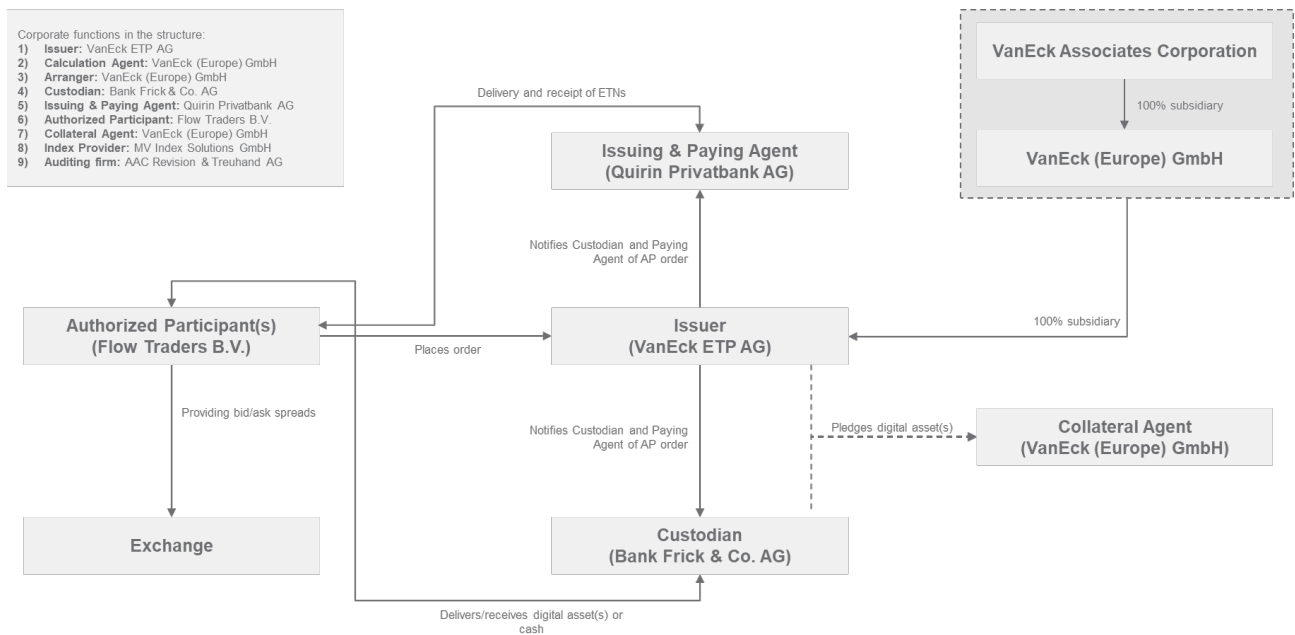 Corporate functions in the structure:
1) Issuer: VanEck ETP AG
2) Calculation Agent: VanEck (Europe) GmbH
3) Arranger: VanEck (Europe) GmbH
4) Custodian: Bank Frick & Co. AG
5) Issuing & Paying Agent: Quirin Privatbank AG
6) Authorized Participant: Flow Traders B.V.
7) Collateral Agent: VanEck (Europe) GmbH
8) Index Provider: MV Index Solutions GmbH
9) Auditing firm: AAC Revision & Treuhand AG
VanEck Associates Corporation
100% subsidiary
VanEck (Europe) GmbH
Delivery and receipt of ETNs
Issuing & Paying Agent
(Quirin Privatbank AG)
Notifies Custodian and Paying
Agent of AP order
Authorized Participant(s)
(Flow Traders B.V.)
Places order
Issuer
(VanEck ETP AG)
100% subsidiary
Providing bid/ask spreads
Notifies Custodian and Paying
Agent of AP order
Pledges digital asset(s)
Collateral Agent
(VanEck (Europe) GmbH)
Exchange
Custodian
(Bank Frick & Co. AG)
Delivers/receives digital asset(s) or
cash